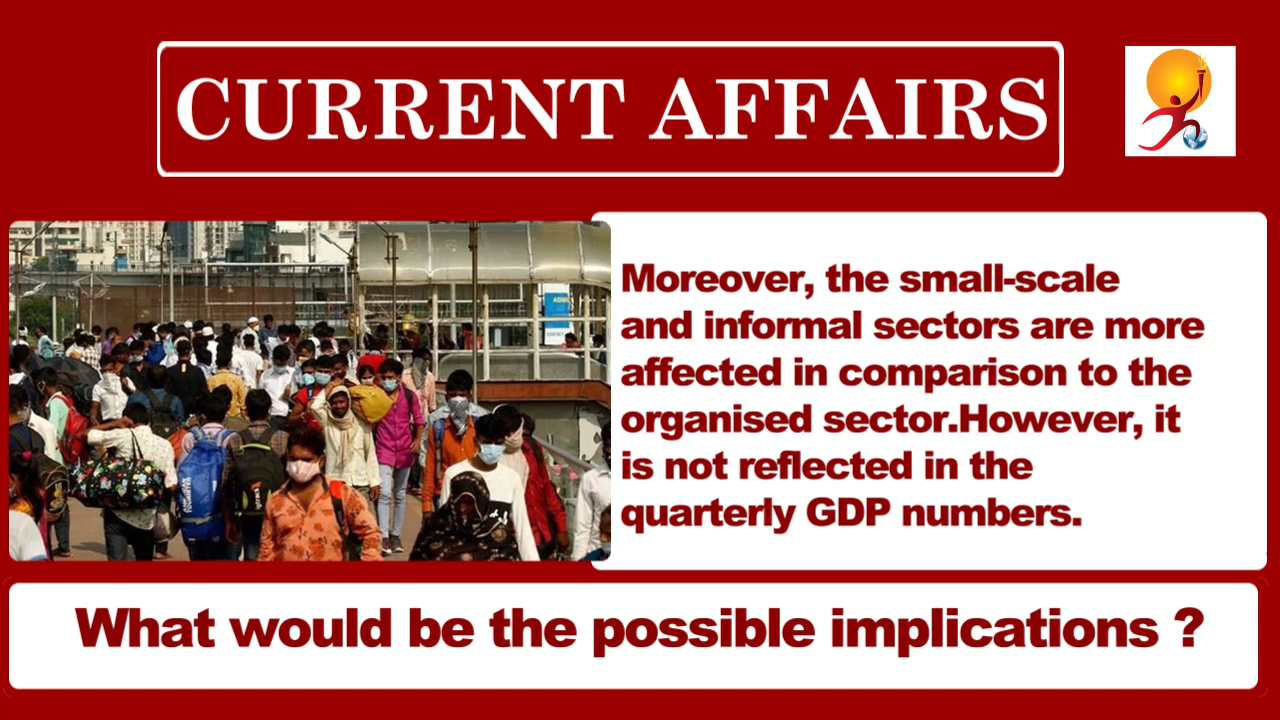 CURRENT AFFAIRS
Moreover, the small-scale
and informal sectors are more
affected in comparison to the
organised sector.However, it
is not reflected in the
quarterly GDP numbers.
What would be the possible implications ?